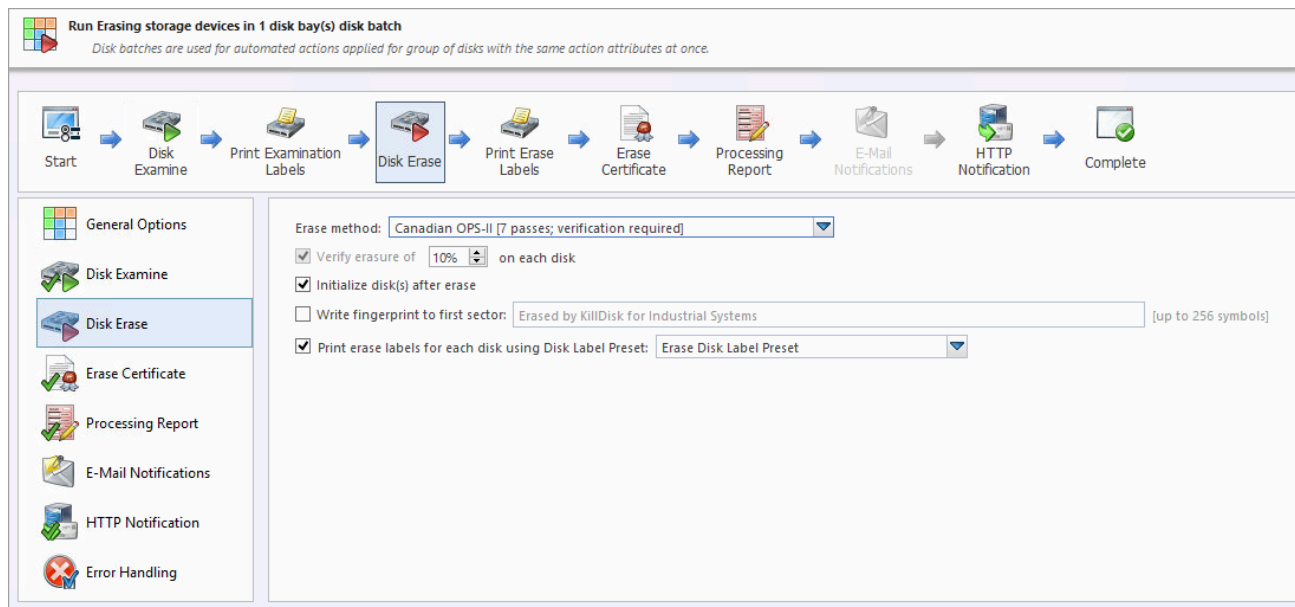 Run Erasing storage devices in 1 disk bay(s) disk batch
Disk batches are used for automated actions applied for group of disks with the same action attributes at once.
Start
Disk
Examine
Print Examination
Labels
Disk Erase
Print Erase
Labels
Erase
Certificate
Processing
Report
E-Mail
Notifications
HTTP
Notification
Complete
General Options
Disk Examine
Disk Erase
Erase Certificate
Processing Report
E-Mail Notifications
HTTP Notification
Error Handling
Erase method: Canadian OPS-II [7 passes; verification required]
Verify erasure of 10% on each disk
Initialize disk(s) after erase
Write fingerprint to first sector: Erased by KillDisk for Industrial Systems [up to 256 symbols]
Print erase labels for each disk using Disk Label Preset: Erase Disk Label Preset